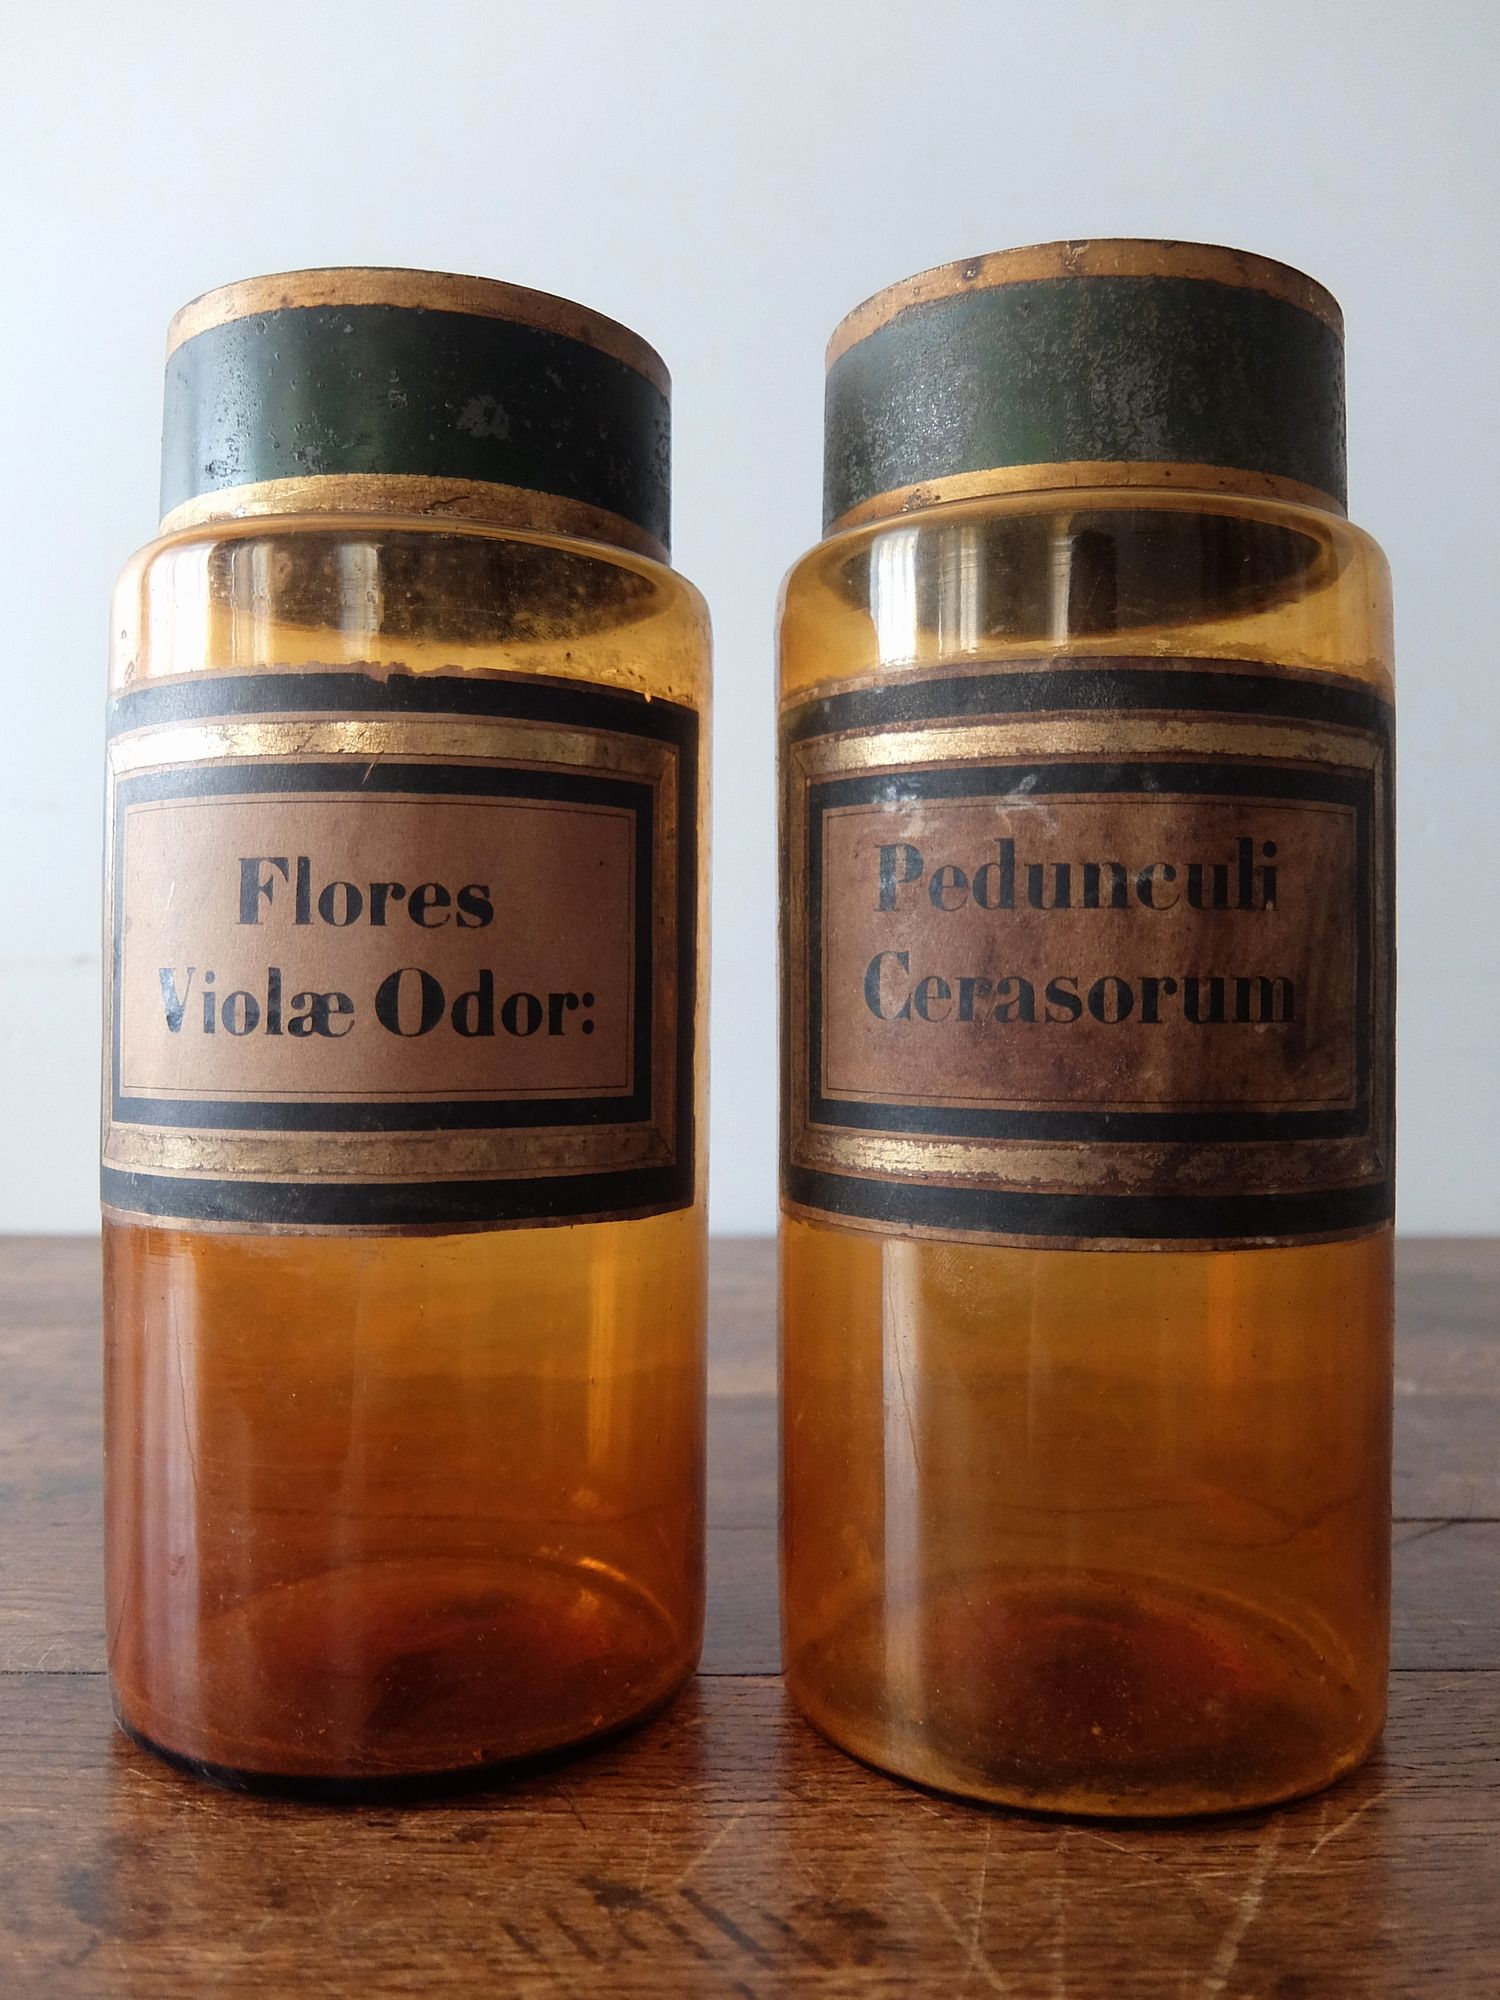 Flores
Violæ Odor:
Pedunculi
Cerasorum